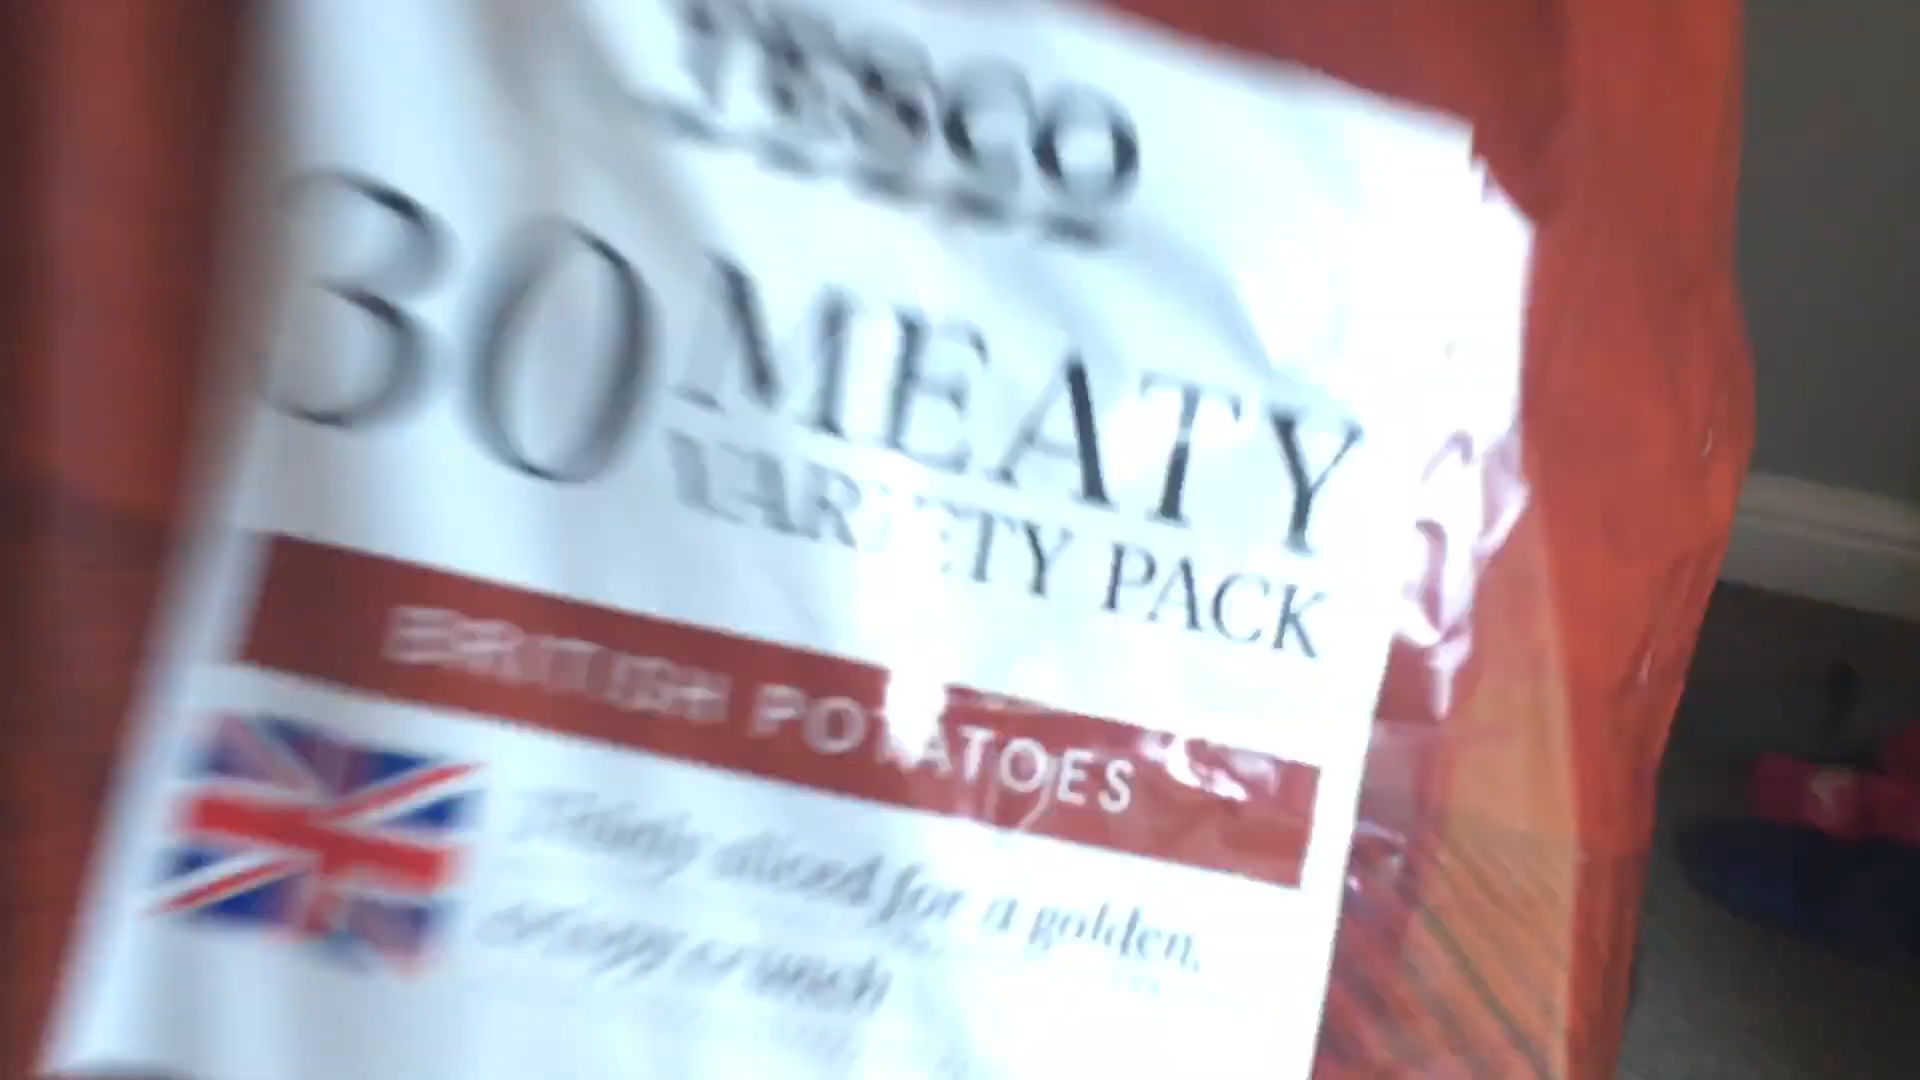 TESCO
30 MEATY
VARIETY PACK
BRITISH POTATOES
Thinly sliced for a golden,
crispy crunch